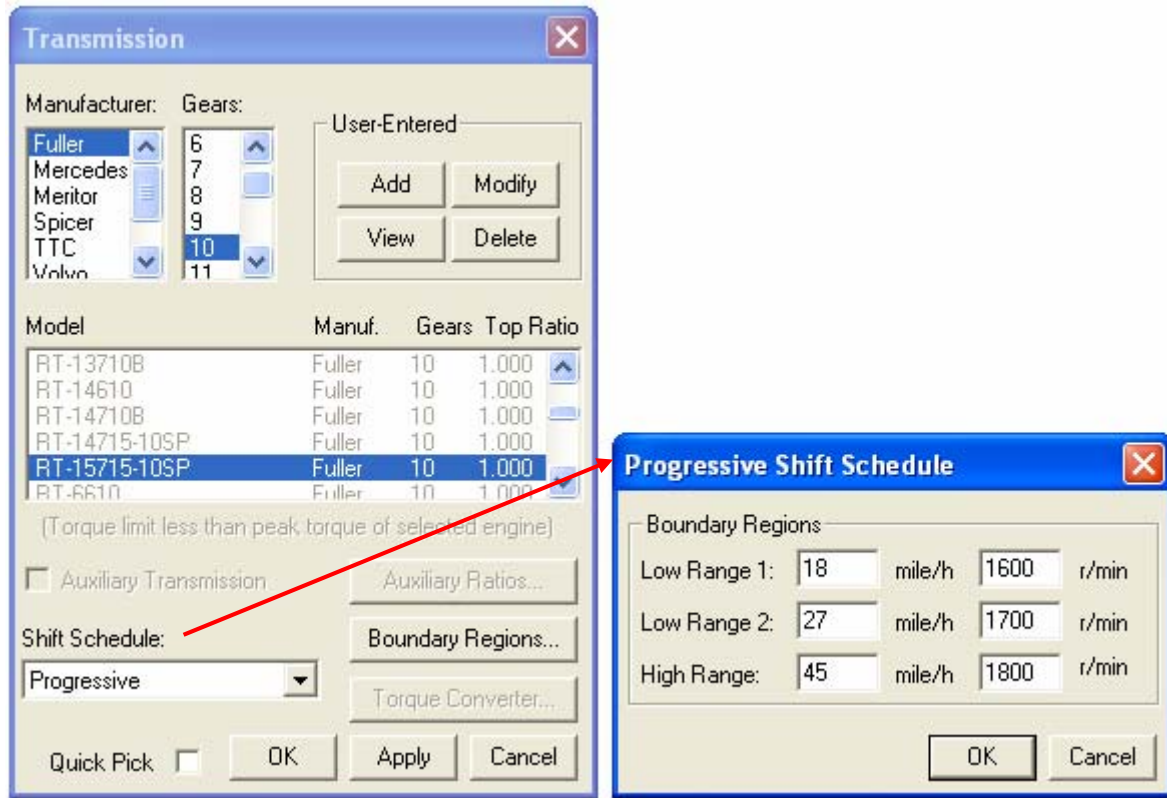 Transmission
Manufacturer: Gears:
Fuller
Mercedes
Meritor
Spicer
TTC
Volvo
6
7
8
9
10
11
User-Entered
Add Modify
View Delete
Model Manuf. Gears Top Ratio
RT-13710B Fuller 10 1.000
RT-14610 Fuller 10 1.000
RT-14710B Fuller 10 1.000
RT-14715-10SP Fuller 10 1.000
RT-15715-10SP Fuller 10 1.000
RT-6610 Fuller 10 1.000
(Torque limit less than peak torque of selected engine)
Auxiliary Transmission Auxiliary Ratios...
Shift Schedule: Boundary Regions...
Progressive
Torque Converter...
Quick Pick OK Apply Cancel
Progressive Shift Schedule
Boundary Regions
Low Range 1: 18 mile/h 1600 r/min
Low Range 2: 27 mile/h 1700 r/min
High Range: 45 mile/h 1800 r/min
OK Cancel